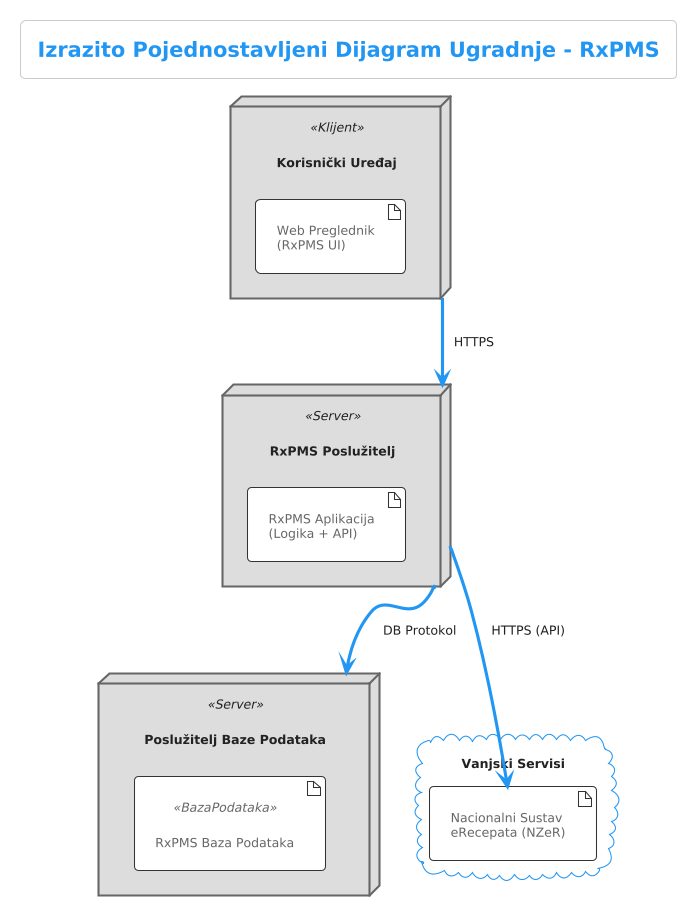 Izrazito Pojednostavljeni Dijagram Ugradnje - RxPMS
«Klijent»
Korisnički Uređaj
Web Preglednik
(RxPMS UI)
HTTPS
«Server»
RxPMS Poslužitelj
RxPMS Aplikacija
(Logika + API)
DB Protokol
HTTPS (API)
«Server»
Poslužitelj Baze Podataka
«BazaPodataka»
RxPMS Baza Podataka
Vanjski Servisi
Nacionalni Sustav
eRecepata (NZeR)